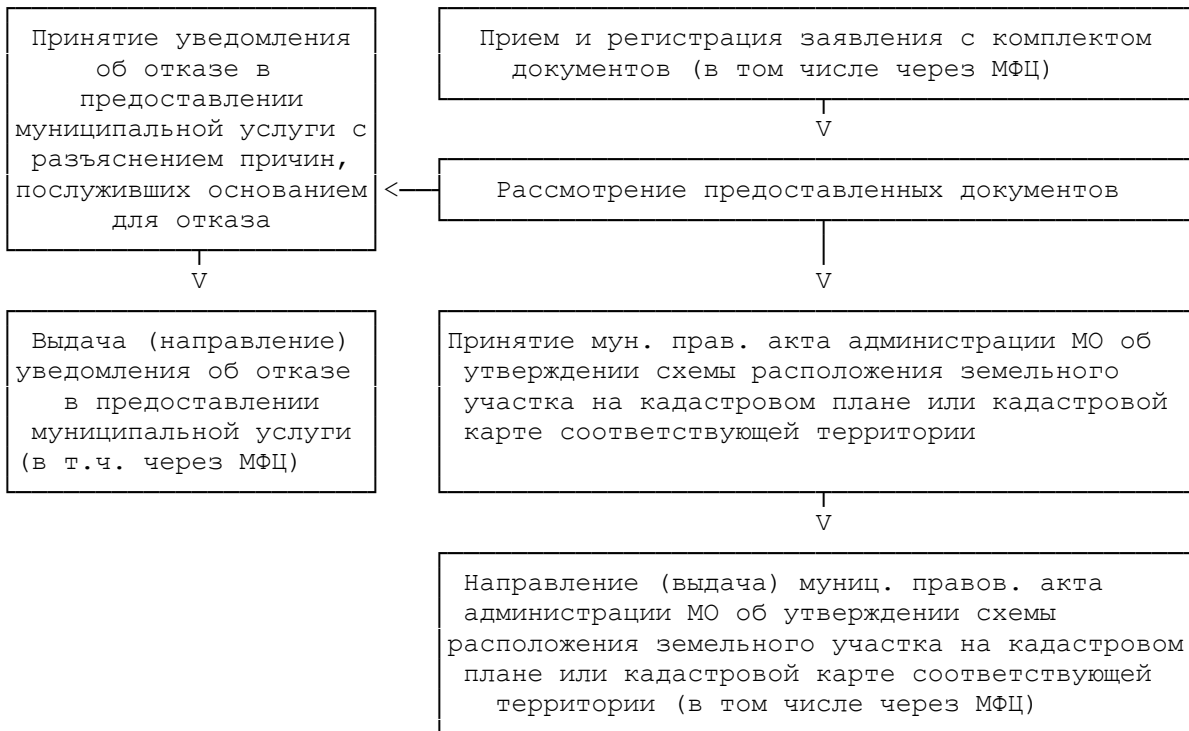 Принятие уведомления
об отказе в
предоставлении
муниципальной услуги с
разъяснением причин,
послуживших основанием
для отказа
Прием и регистрация заявления с комплектом
документов (в том числе через МФЦ)
V
<
Рассмотрение предоставленных документов
V
V
Выдача (направление)
уведомления об отказе
в предоставлении
муниципальной услуги
(в т.ч. через МФЦ)
Принятие мун. прав. акта администрации МО об
утверждении схемы расположения земельного
участка на кадастровом плане или кадастровой
карте соответствующей территории
V
Направление (выдача) муниц. правов. акта
администрации МО об утверждении схемы
расположения земельного участка на кадастровом
плане или кадастровой карте соответствующей
территории (в том числе через МФЦ)